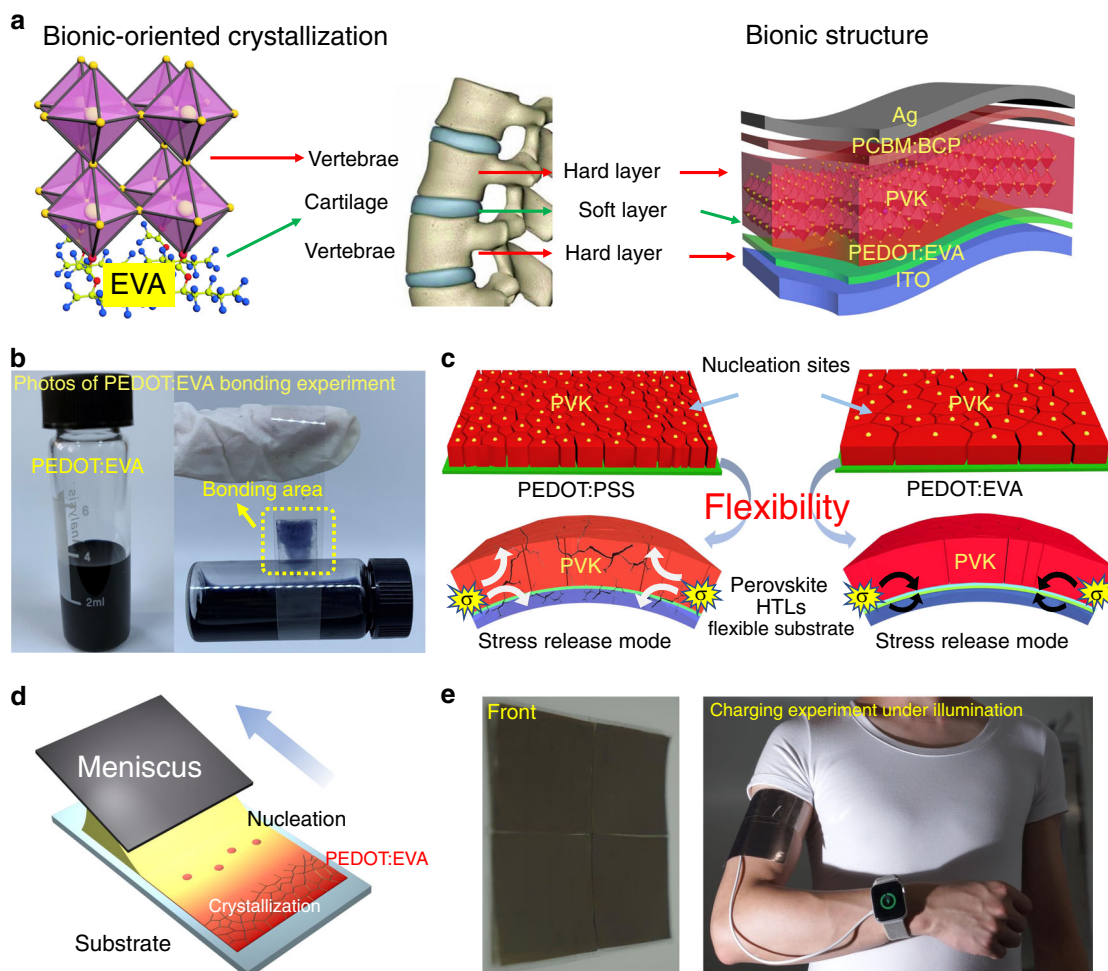 a
Bionic-oriented crystallization
Bionic structure
EVA
Vertebrae
Cartilage
Vertebrae
Hard layer
Soft layer
Hard layer
Ag
PCBM:BCP
PVK
PEDOT:EVA
ITO
b
Photos of PEDOT:EVA bonding experiment
PEDOT:EVA
Bonding area
6
4
2ml
c
Nucleation sites
PVK
PVK
PEDOT:PSS
PEDOT:EVA
Flexibility
PVK
PVK
σ
σ
σ
σ
Perovskite
HTLs
flexible substrate
Stress release mode
Stress release mode
d
Meniscus
Nucleation
PEDOT:EVA
Crystallization
Substrate
e
Front
Charging experiment under illumination